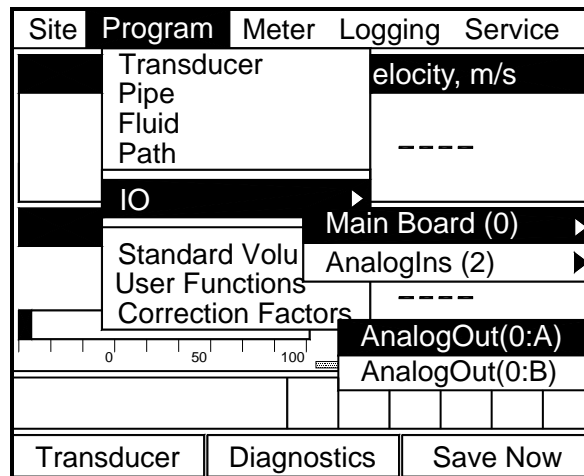 Site Program Meter Logging Service
Transducer
Pipe
Fluid
Path
elocity, m/s
----
IO
Main Board (0)
AnalogIns (2)
Standard Volu
User Functions
Correction Factors
----
AnalogOut(0:A)
AnalogOut(0:B)
0 50 100
Transducer Diagnostics Save Now